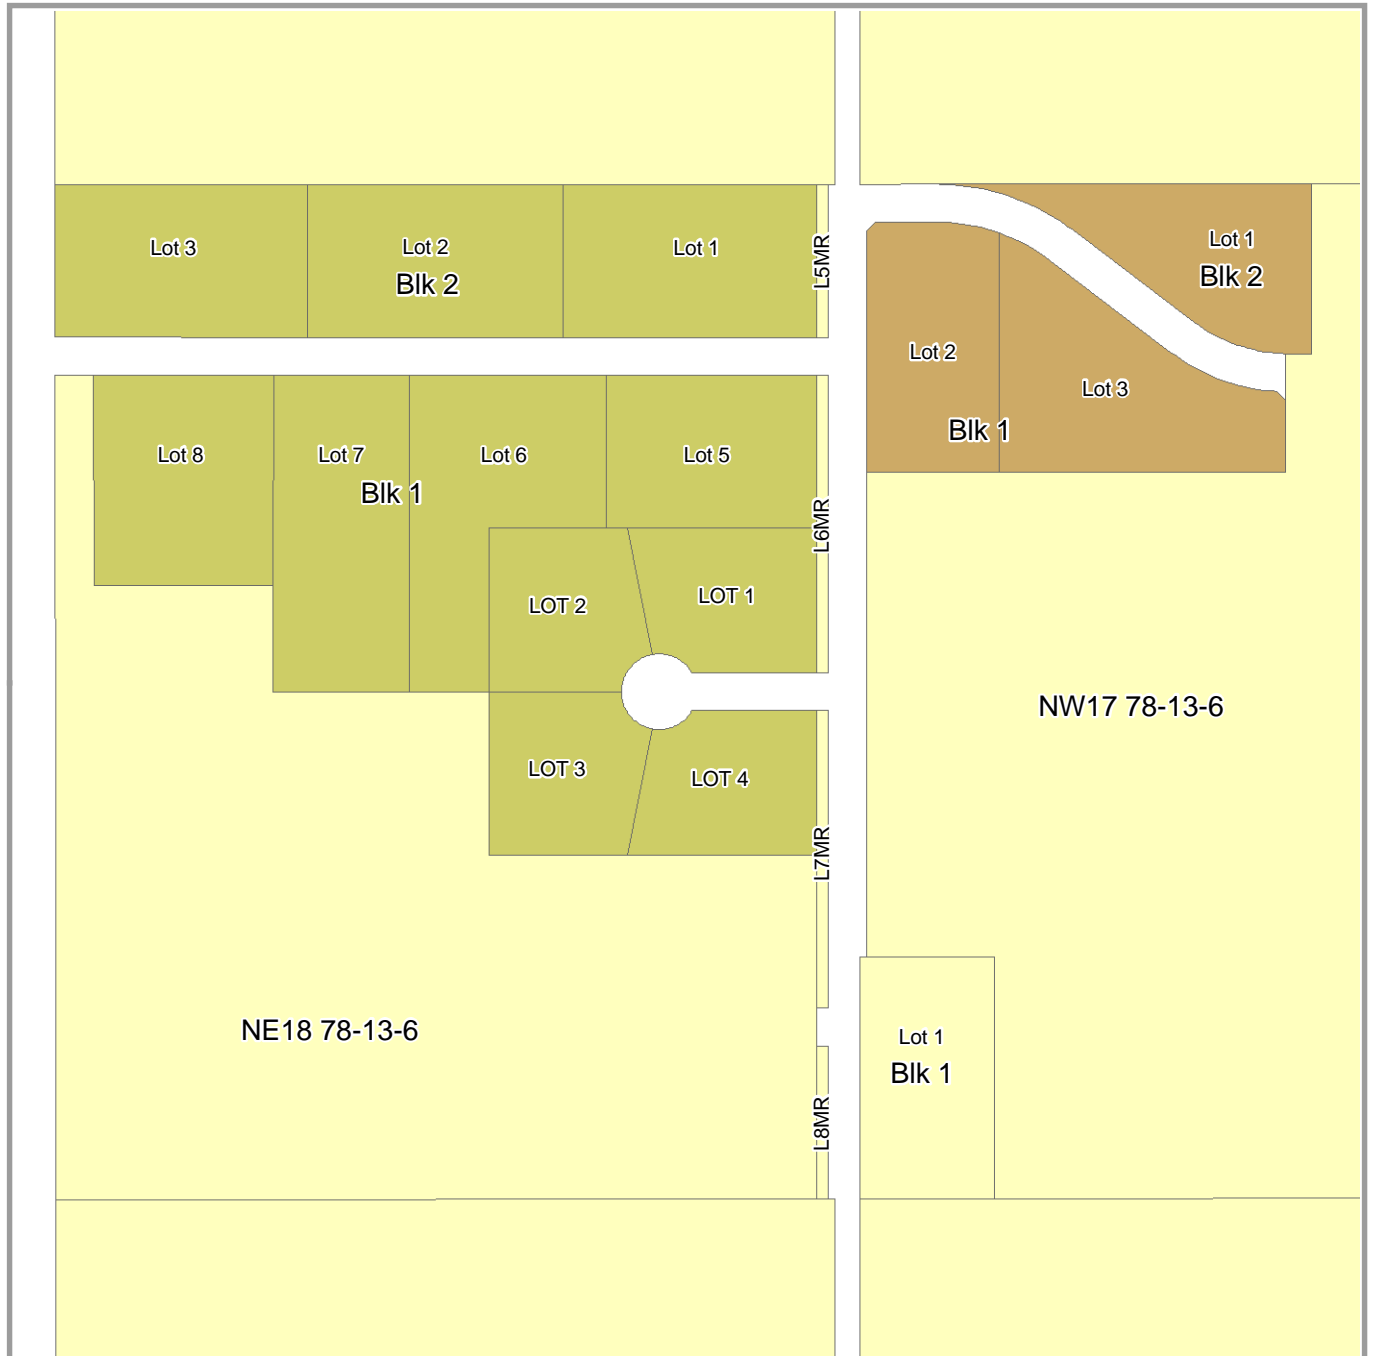 Lot 3
Lot 2
Blk 2
Lot 1
L5MR
Lot 1
Blk 2
Lot 2
Lot 3
Blk 1
Lot 8
Lot 7
Blk 1
Lot 6
Lot 5
L6MR
LOT 2
LOT 1
NW17 78-13-6
LOT 3
LOT 4
L7MR
NE18 78-13-6
Lot 1
Blk 1
L8MR